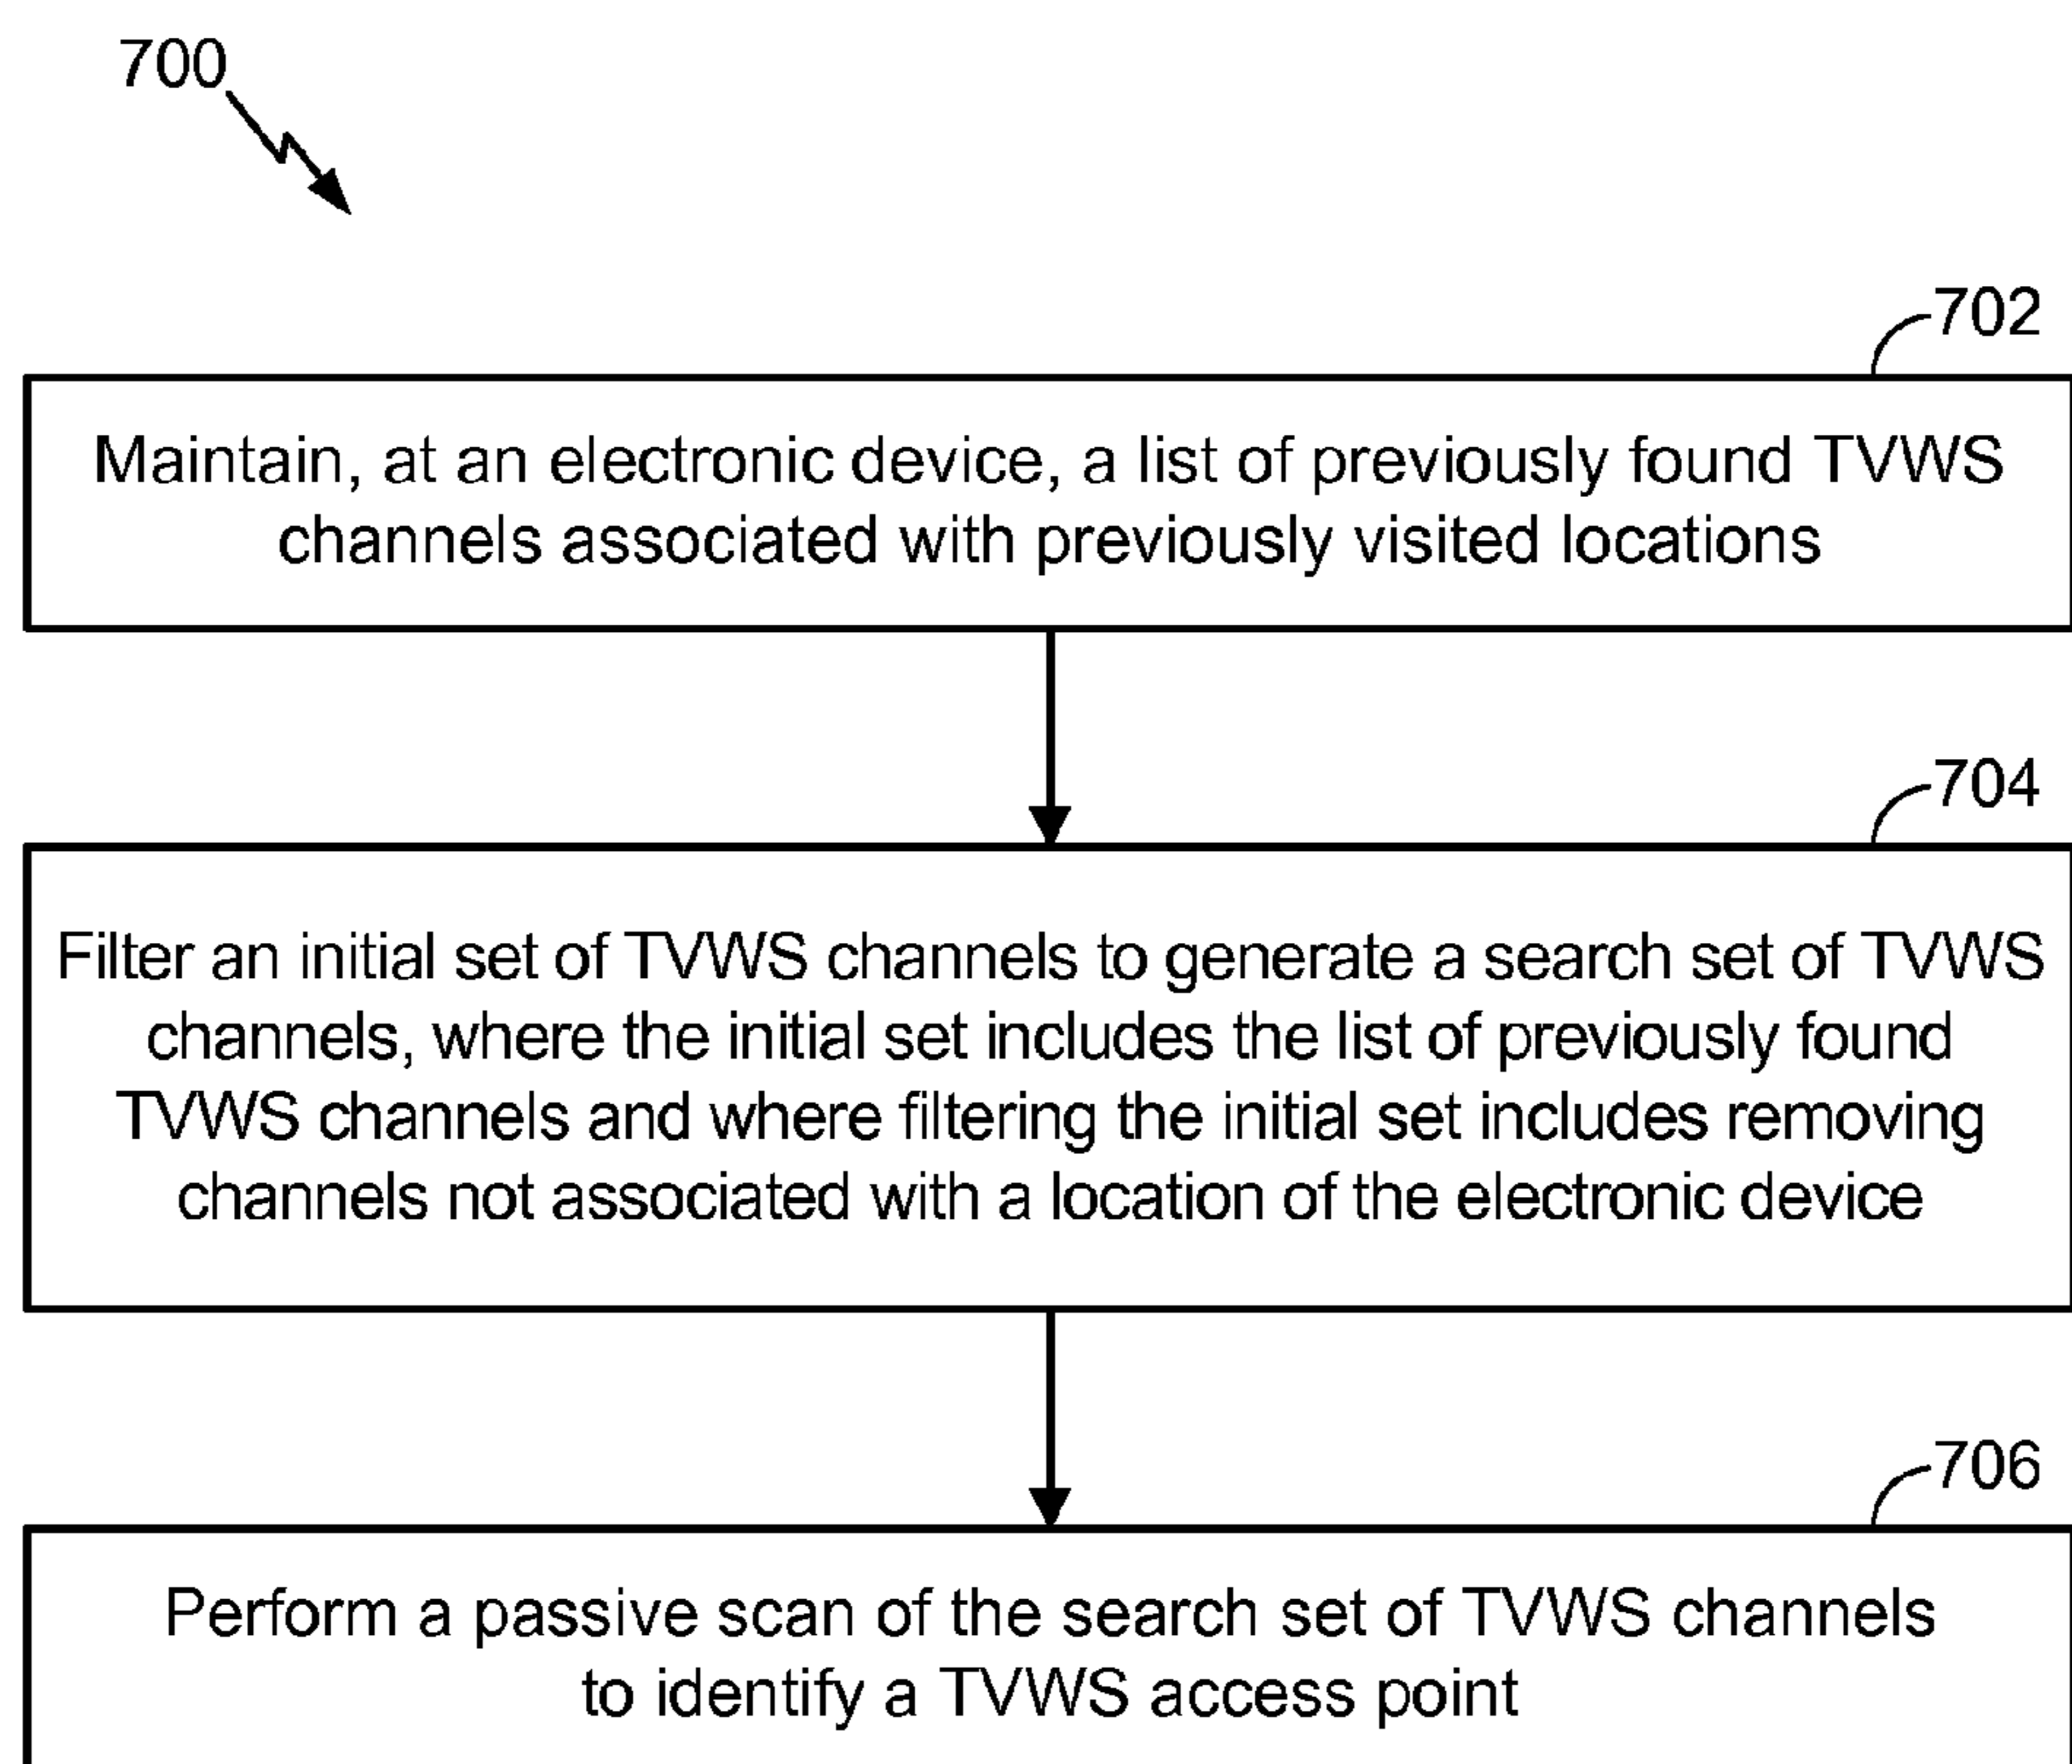 700
702
Maintain, at an electronic device, a list of previously found TVWS
channels associated with previously visited locations
704
Filter an initial set of TVWS channels to generate a search set of TVWS
channels, where the initial set includes the list of previously found
TVWS channels and where filtering the initial set includes removing
channels not associated with a location of the electronic device
706
Perform a passive scan of the search set of TVWS channels
to identify a TVWS access point